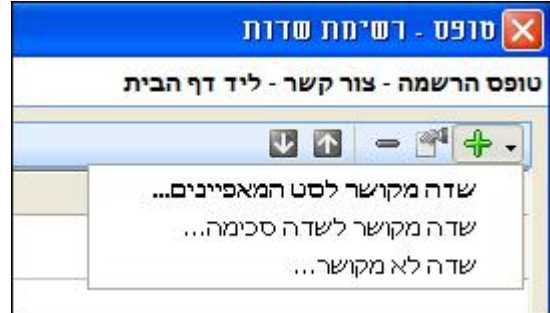 טופס - רשימת שדות
טופס הרשמה - צור קשר - ליד דף הבית
שדה מקושר לסט המאפיינים...
שדה מקושר לשדה סכימה...
שדה לא מקושר...